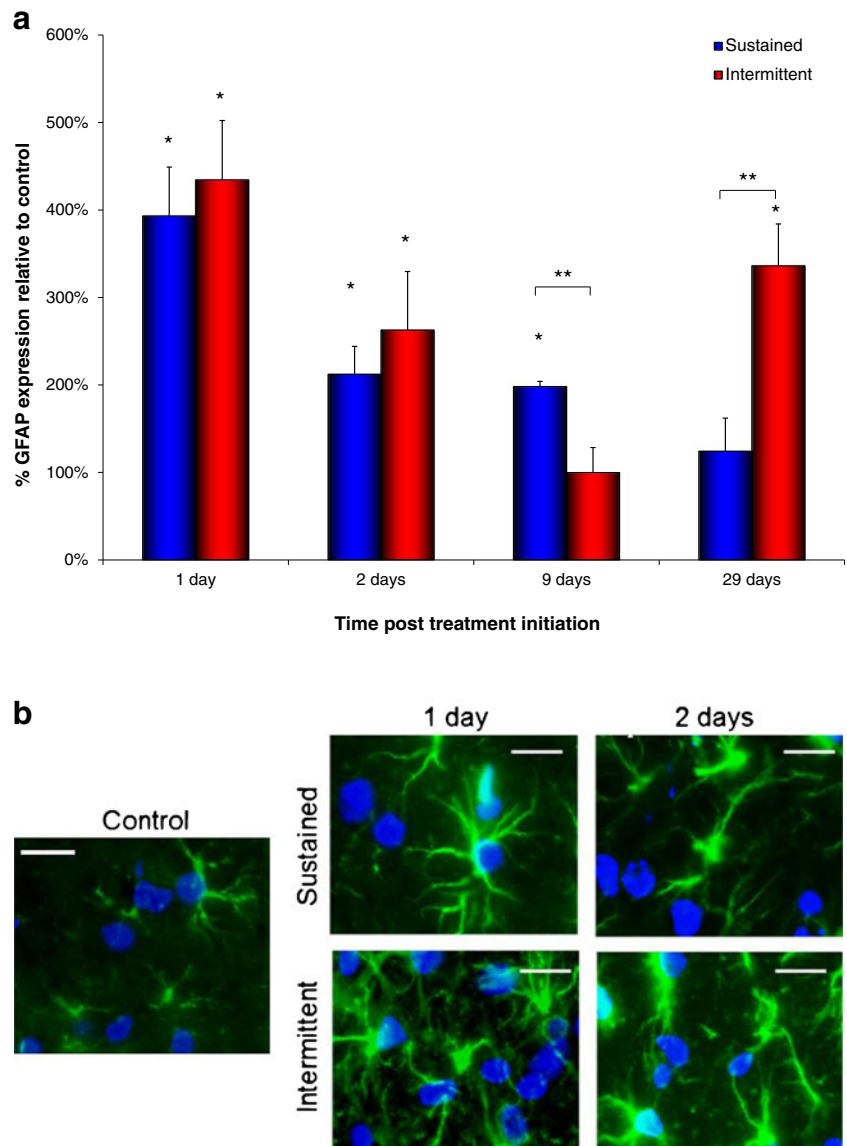 a
600%
500%
400%
300%
200%
100%
0%
% GFAP expression relative to control
Sustained
Intermittent
*
*
*
*
*
**
*
**
1 day
2 days
9 days
29 days
Time post treatment initiation
b
1 day
2 days
Control
Sustained
Intermittent